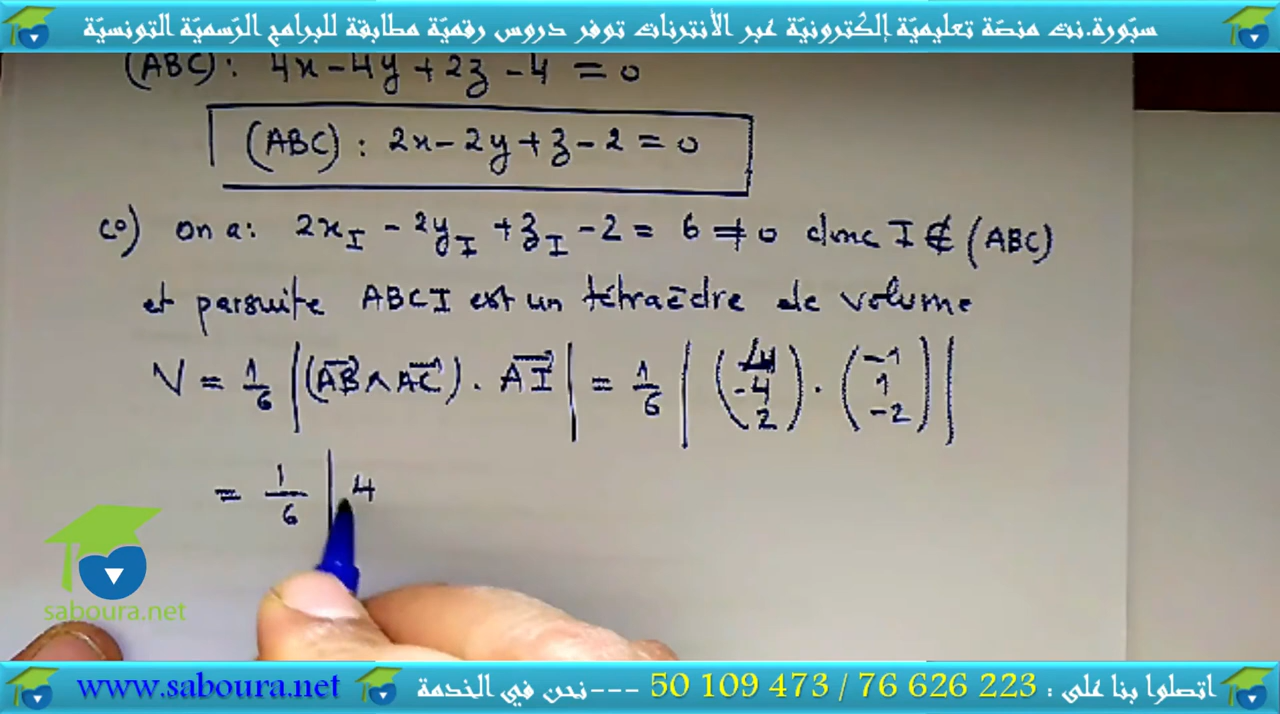 سبّورة.نت منصّة تعليميّة إلكترونيّة عبر الأنترنات توفر دروس رقميّة مطابقة للبرامج الرّسميّة التونسيّة
(ABC): 4x-4y+2z-4=0
(ABC): 2x-2y+z-2=0
c°) on a: 2x_I -2y_I +z_I -2= 6≠0 donc I∉(ABC)
et parsuite ABCI est un tétraèdre de volume
V = 1/6 |(AB⃗ ∧ AC⃗) . AI⃗| = 1/6 |(4 -4 2) . (-1 1 -2)|
= 1/6 | 4
saboura.net
www.saboura.net اتصلوا بنا على : 50 109 473 / 76 626 223 ---نحن في الخدمة